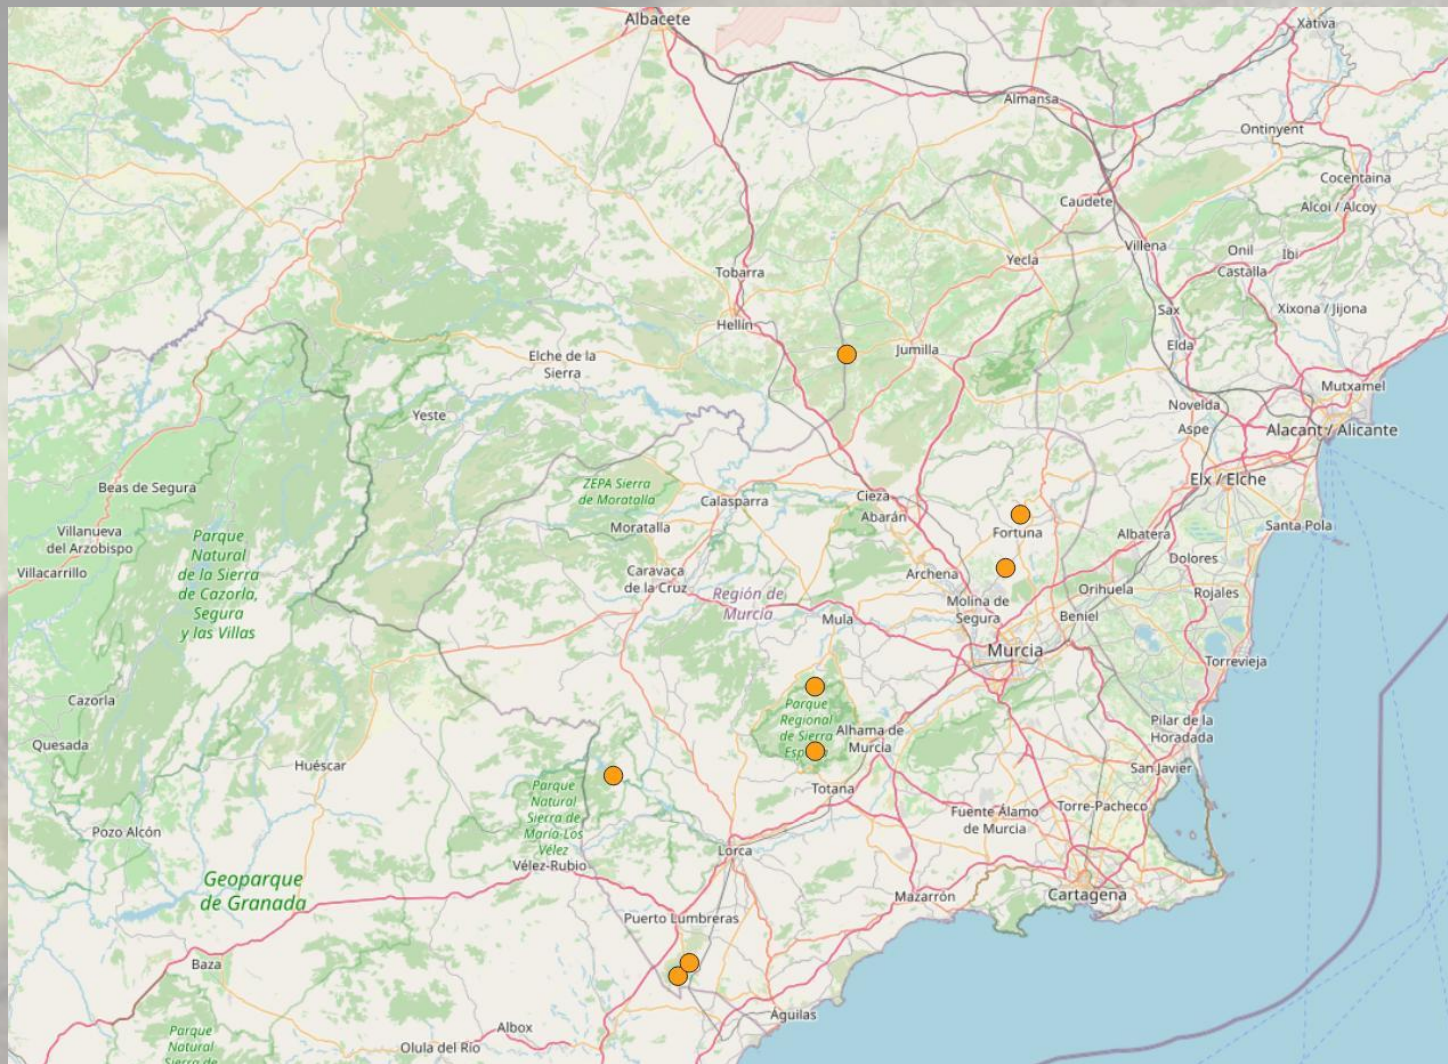 Albacete
Xàtiva
Almansa
Ontinyent
Cocentaina
Caudete
Alcoi / Alcoy
Villena
Onil
Ibi
Castalla
Yecla
Tobarra
Sax
Xixona / Jijona
Hellín
Elda
Jumilla
Elche de la
Sierra
Mutxamel
Novelda
Yeste
Aspe
Alacant / Alicante
Beas de Segura
ZEPA Sierra
de Moratalla
Calasparra
Cieza
Elx / Elche
Abarán
Moratalla
Fortuna
Albatera
Santa Pola
Villanueva
del Arzobispo
Parque
Natural
de la Sierra
de Cazorla,
Segura
y las Villas
Villacarrillo
Caravaca
de la Cruz
Archena
Dolores
Orihuela
Rojales
Región de
Murcia
Molina de
Segura
Beniel
Mula
Murcia
Torrevieja
Cazorla
Parque
Regional
de Sierra
Alhama de
Murcia
Pilar de la
Horadada
Quesada
Huéscar
San Javier
Parque
Natural
Sierra de
María-Los
Vélez
Totana
Fuente Álamo
de Murcia
Torre-Pacheco
Pozo Alcón
Lorca
Vélez-Rubio
Geoparque
de Granada
Mazarrón
Cartagena
Puerto Lumbreras
Baza
Águilas
Albox
Olula del Río
Parque
Natural
Sierra de